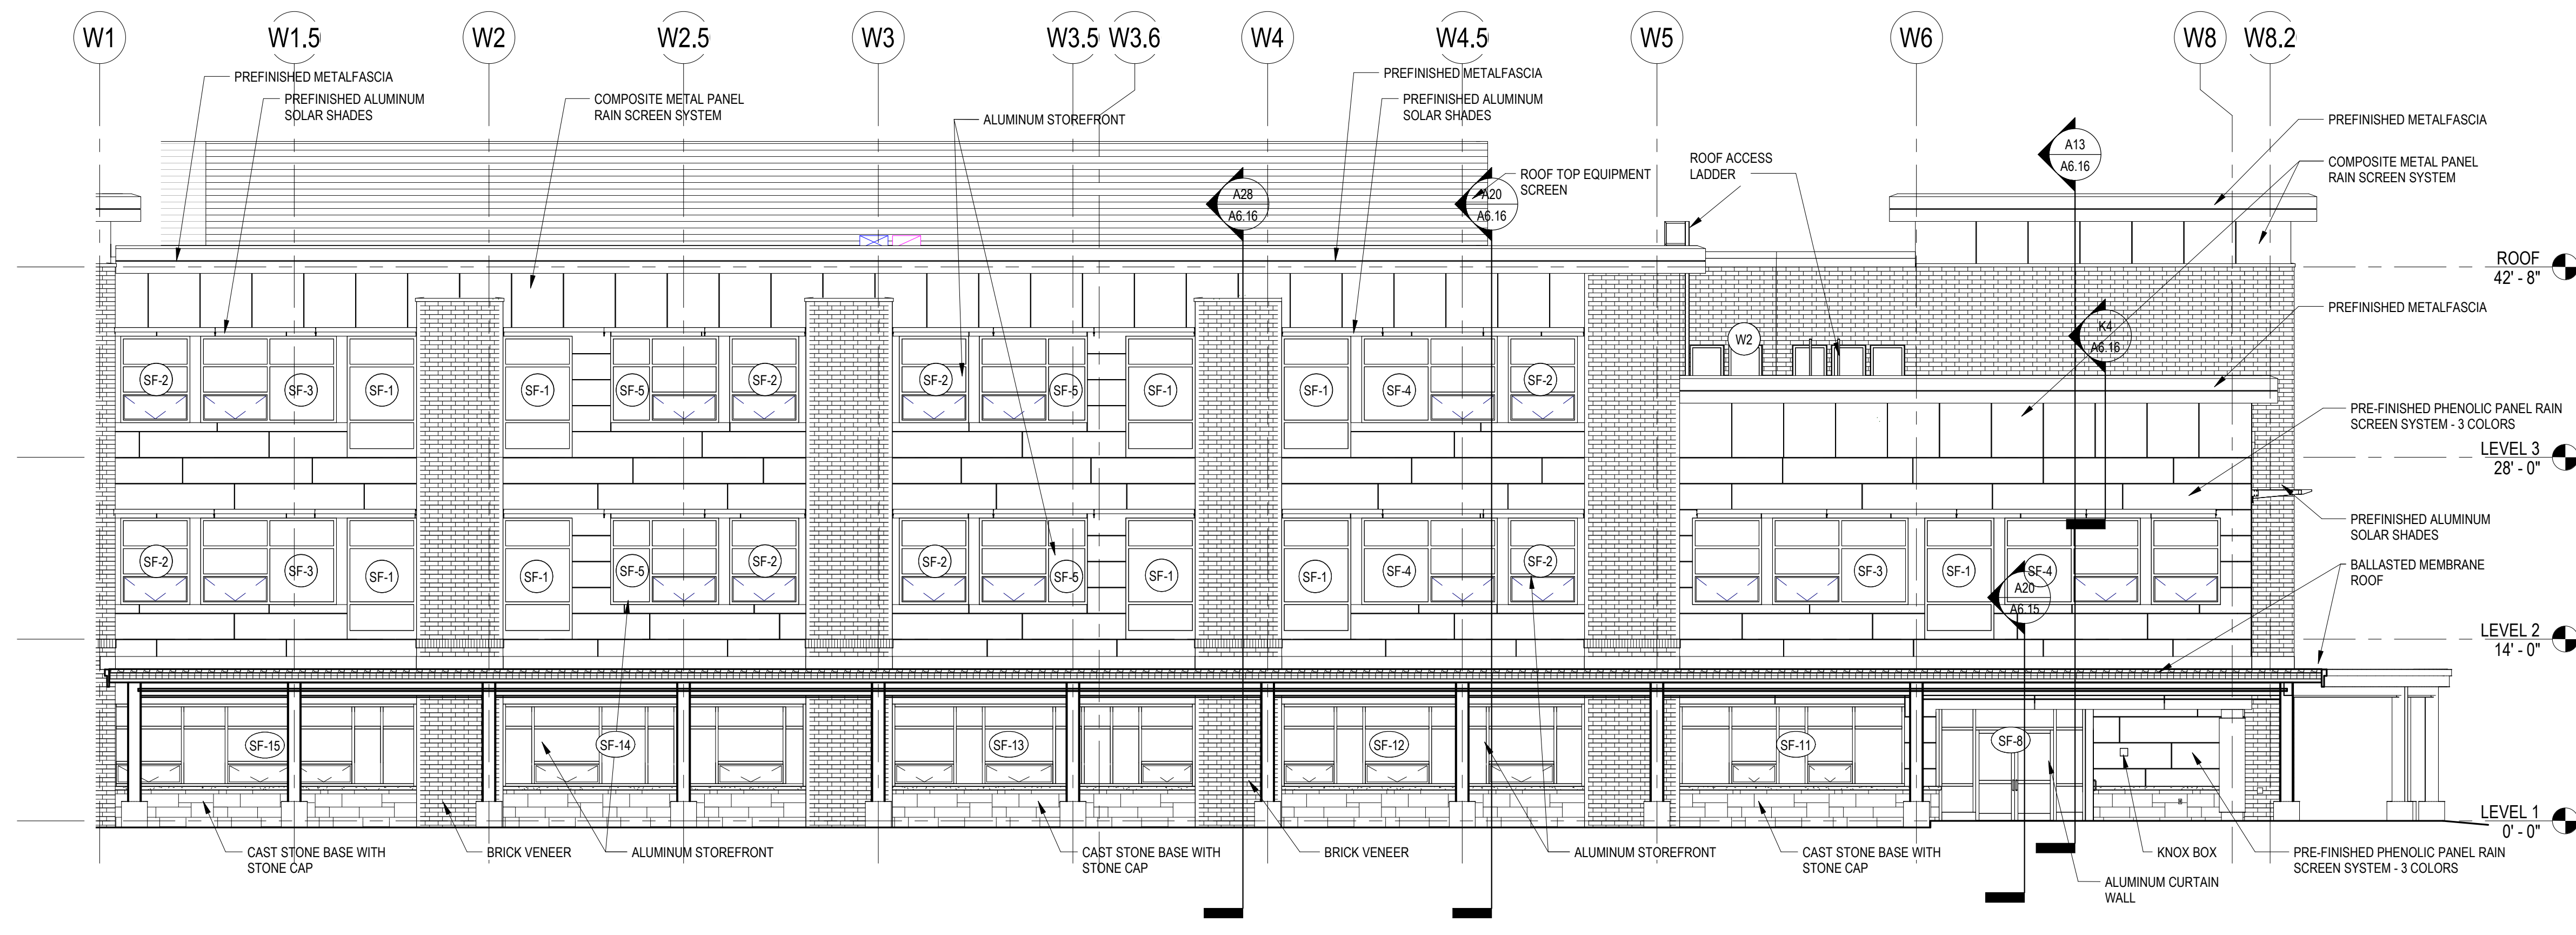 W1
W1.5
W2
W2.5
W3
W3.5
W3.6
W4
W4.5
W5
W6
W8
W8.2
PREFINISHED METALFASCIA
PREFINISHED ALUMINUM
SOLAR SHADES
COMPOSITE METAL PANEL
RAIN SCREEN SYSTEM
ALUMINUM STOREFRONT
PREFINISHED METALFASCIA
PREFINISHED ALUMINUM
SOLAR SHADES
ROOF TOP EQUIPMENT
SCREEN
ROOF ACCESS
LADDER
A28
A6.16
A20
A6.16
A13
A6.16
PREFINISHED METALFASCIA
COMPOSITE METAL PANEL
RAIN SCREEN SYSTEM
ROOF
42' - 8"
PREFINISHED METALFASCIA
K4
A6.16
W2
SF-2
SF-3
SF-1
SF-1
SF-5
SF-2
SF-2
SF-5
SF-1
SF-1
SF-4
SF-2
PRE-FINISHED PHENOLIC PANEL RAIN
SCREEN SYSTEM - 3 COLORS
LEVEL 3
28' - 0"
PREFINISHED ALUMINUM
SOLAR SHADES
BALLASTED MEMBRANE
ROOF
SF-2
SF-3
SF-1
SF-1
SF-5
SF-2
SF-2
SF-5
SF-1
SF-1
SF-4
SF-2
SF-3
SF-1
SF-4
A20
A6.15
LEVEL 2
14' - 0"
SF-15
SF-14
SF-13
SF-12
SF-11
SF-8
LEVEL 1
0' - 0"
CAST STONE BASE WITH
STONE CAP
BRICK VENEER
ALUMINUM STOREFRONT
CAST STONE BASE WITH
STONE CAP
BRICK VENEER
ALUMINUM STOREFRONT
CAST STONE BASE WITH
STONE CAP
ALUMINUM CURTAIN
WALL
KNOX BOX
PRE-FINISHED PHENOLIC PANEL RAIN
SCREEN SYSTEM - 3 COLORS